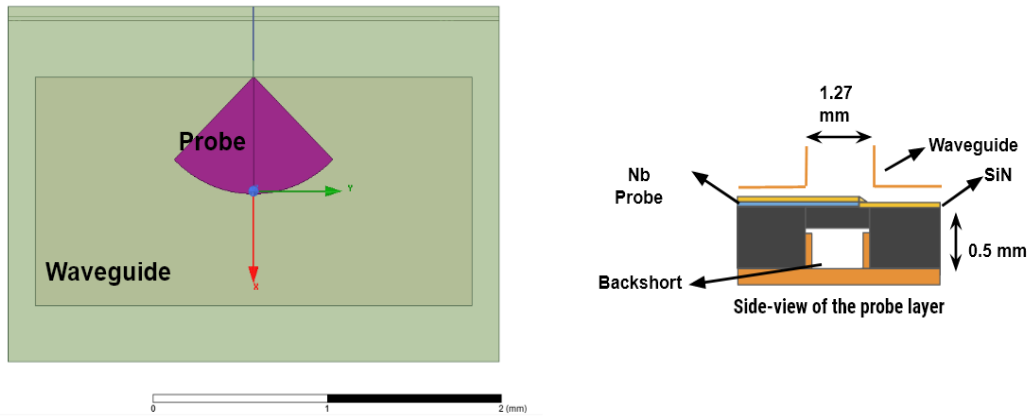 Probe
Y
Waveguide
X
0
1
2 (mm)
1.27
mm
Waveguide
Nb
Probe
SiN
0.5 mm
Backshort
Side-view of the probe layer